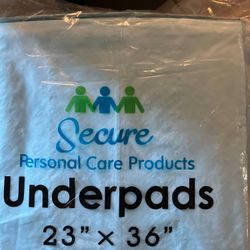 Secure
Personal Care Products
Underpads
23" × 36"